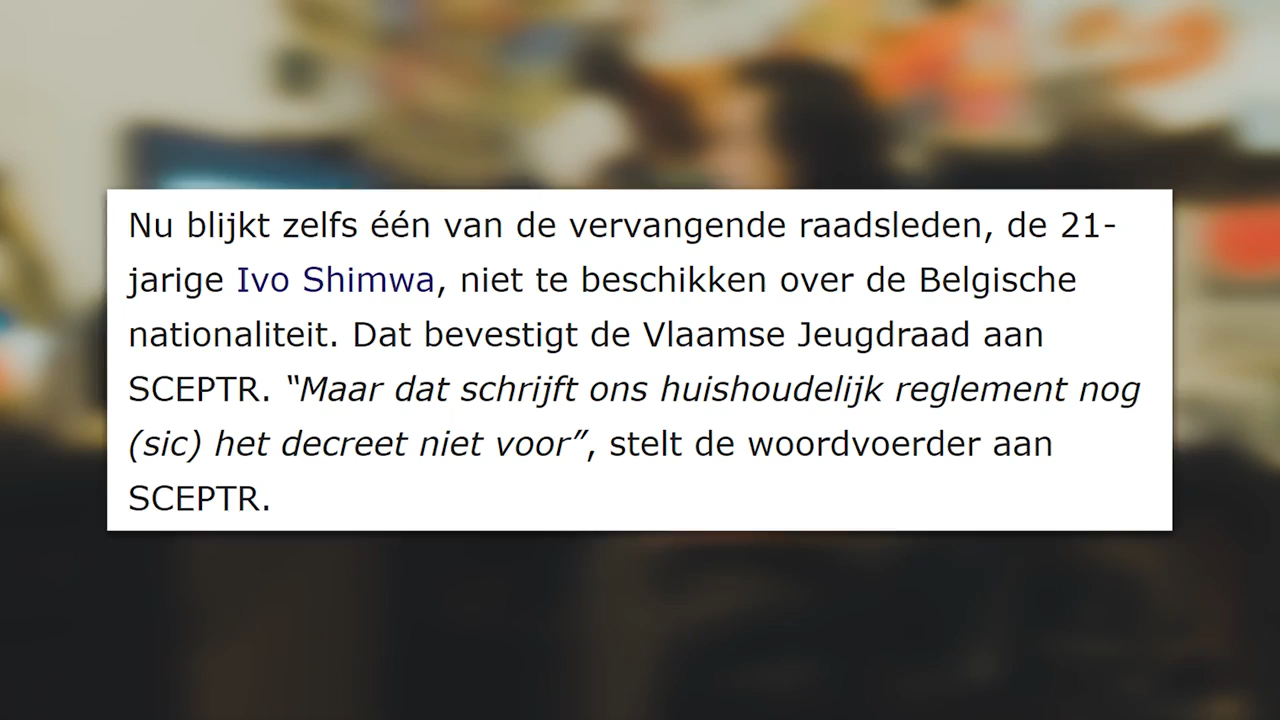 Nu blijkt zelfs één van de vervangende raadsleden, de 21-
jarige Ivo Shimwa, niet te beschikken over de Belgische
nationaliteit. Dat bevestigt de Vlaamse Jeugdraad aan
SCEPTR. “Maar dat schrijft ons huishoudelijk reglement nog
(sic) het decreet niet voor”, stelt de woordvoerder aan
SCEPTR.